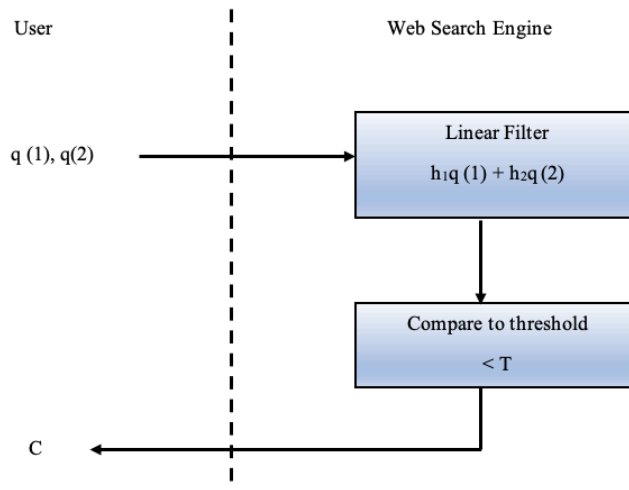 User
Web Search Engine
Linear Filter
q (1), q(2)
h₁q (1) + h₂q (2)
Compare to threshold
< T
C